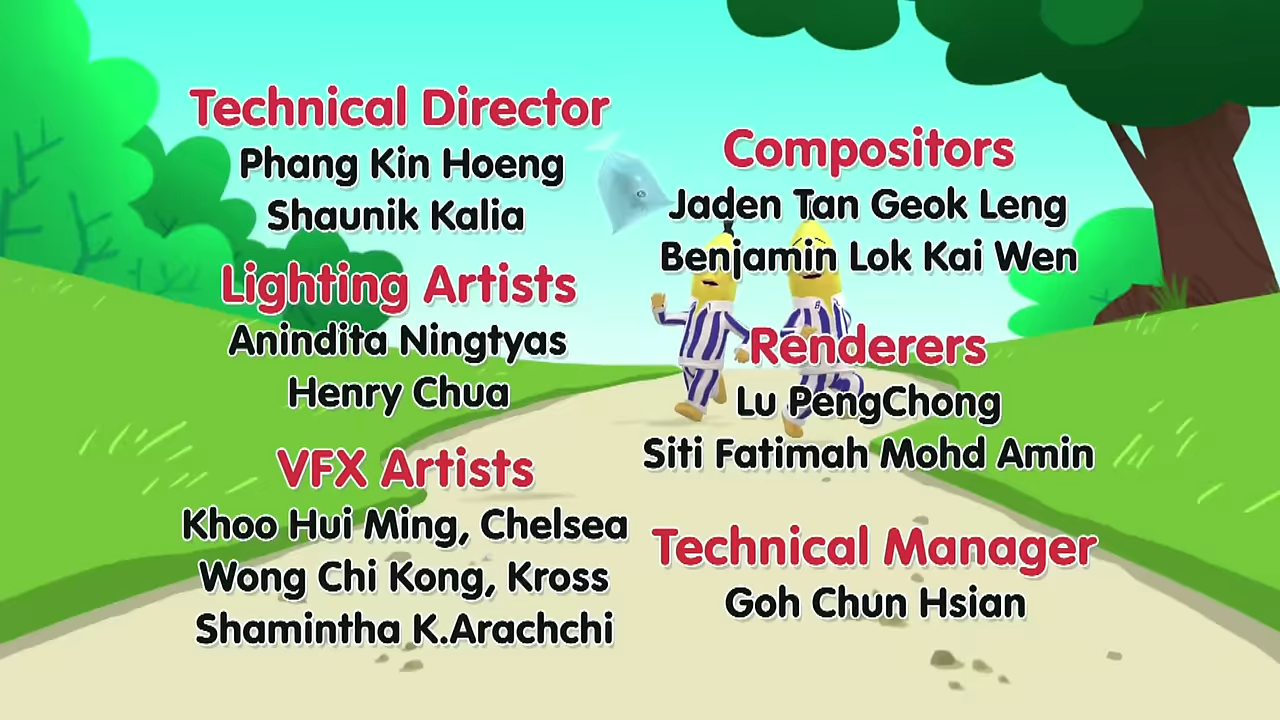 Technical Director
Phang Kin Hoeng
Shaunik Kalia
Lighting Artists
Anindita Ningtyas
Henry Chua
VFX Artists
Khoo Hui Ming, Chelsea
Wong Chi Kong, Kross
Shamintha K.Arachchi
Compositors
Jaden Tan Geok Leng
Benjamin Lok Kai Wen
Renderers
Lu PengChong
Siti Fatimah Mohd Amin
Technical Manager
Goh Chun Hsian